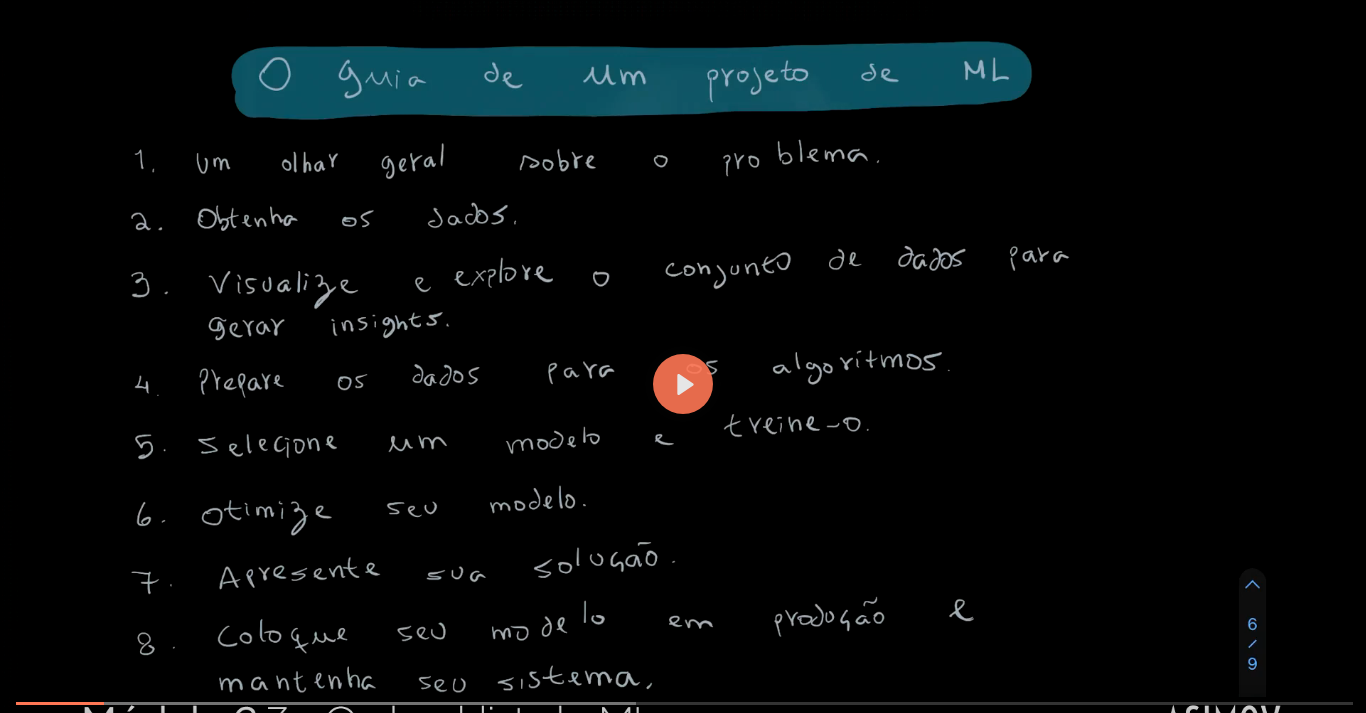 O guia de um projeto de ML
1. Um olhar geral sobre o problema.
2. Obtenha os dados.
3. Visualize e explore o conjunto de dados para
gerar insights.
4. Prepare os dados para os algoritmos.
5. Selecione um modelo e treine-o.
6. Otimize seu modelo.
7. Apresente sua solução.
8. Coloque seu modelo em produção e
mantenha seu sistema.
6
/
9